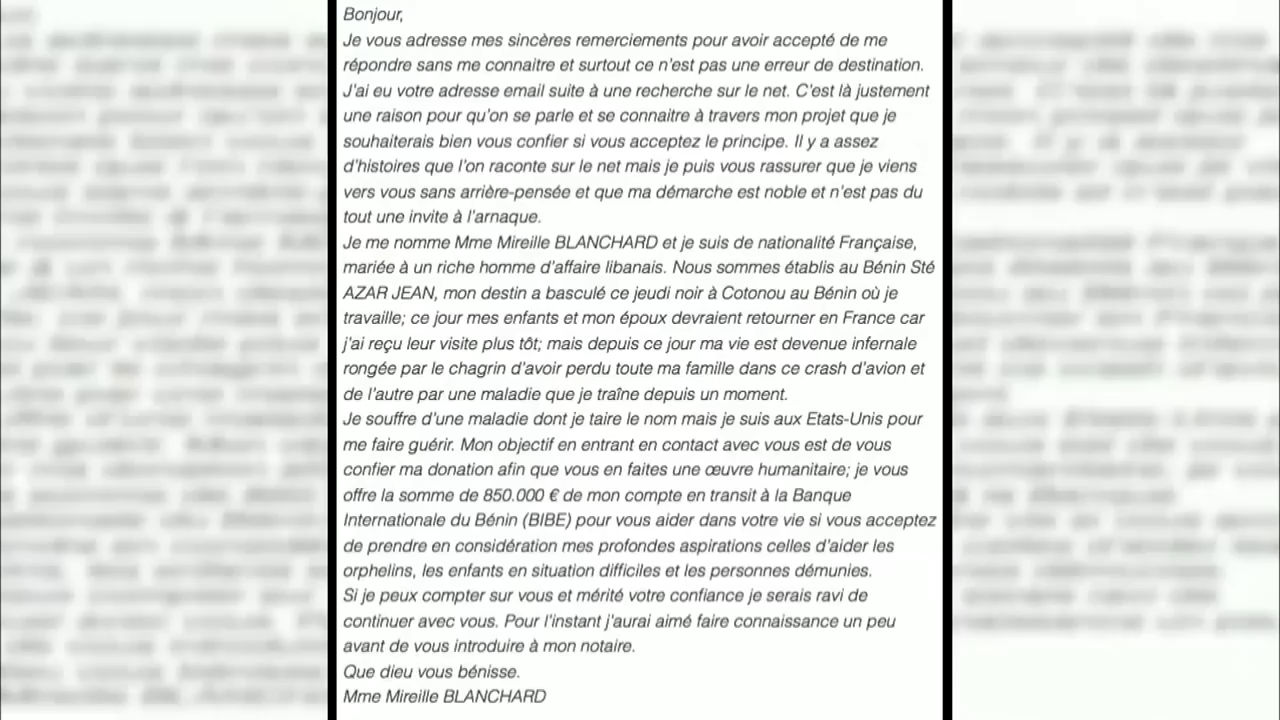 Bonjour,
Je vous adresse mes sincères remerciements pour avoir accepté de me
répondre sans me connaitre et surtout ce n'est pas une erreur de destination.
J'ai eu votre adresse email suite à une recherche sur le net. C'est là justement
une raison pour qu'on se parle et se connaitre à travers mon projet que je
souhaiterais bien vous confier si vous acceptez le principe. Il y a assez
d'histoires que l'on raconte sur le net mais je puis vous rassurer que je viens
vers vous sans arrière-pensée et que ma démarche est noble et n'est pas du
tout une invite à l'arnaque.
Je me nomme Mme Mireille BLANCHARD et je suis de nationalité Française,
mariée à un riche homme d'affaire libanais. Nous sommes établis au Bénin Sté
AZAR JEAN, mon destin a basculé ce jeudi noir à Cotonou au Bénin où je
travaille; ce jour mes enfants et mon époux devraient retourner en France car
j'ai reçu leur visite plus tôt; mais depuis ce jour ma vie est devenue infernale
rongée par le chagrin d'avoir perdu toute ma famille dans ce crash d'avion et
de l'autre par une maladie que je traîne depuis un moment.
Je souffre d'une maladie dont je taire le nom mais je suis aux Etats-Unis pour
me faire guérir. Mon objectif en entrant en contact avec vous est de vous
confier ma donation afin que vous en faites une œuvre humanitaire; je vous
offre la somme de 850.000 € de mon compte en transit à la Banque
Internationale du Bénin (BIBE) pour vous aider dans votre vie si vous acceptez
de prendre en considération mes profondes aspirations celles d'aider les
orphelins, les enfants en situation difficiles et les personnes démunies.
Si je peux compter sur vous et mérité votre confiance je serais ravi de
continuer avec vous. Pour l'instant j'aurai aimé faire connaissance un peu
avant de vous introduire à mon notaire.
Que dieu vous bénisse.
Mme Mireille BLANCHARD